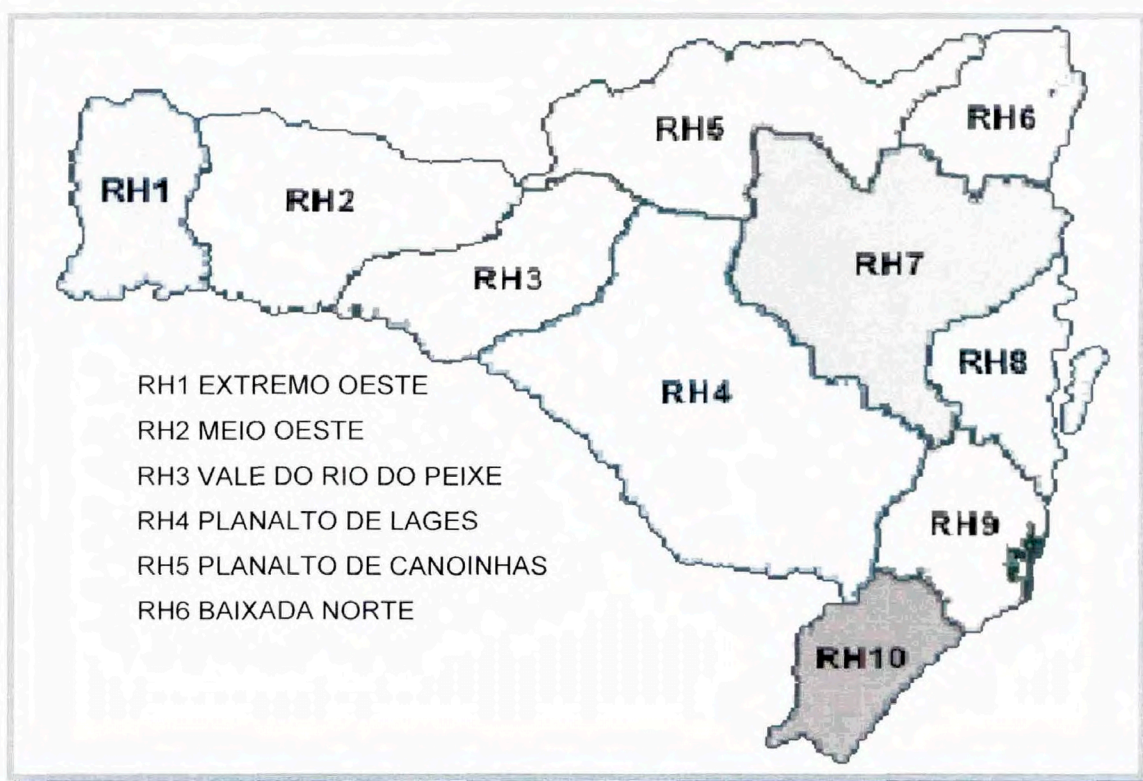 RH1
RH2
RH3
RH4
RH5
RH6
RH7
RH8
RH9
RH10
RH1 EXTREMO OESTE
RH2 MEIO OESTE
RH3 VALE DO RIO DO PEIXE
RH4 PLANALTO DE LAGES
RH5 PLANALTO DE CANOINHAS
RH6 BAIXADA NORTE